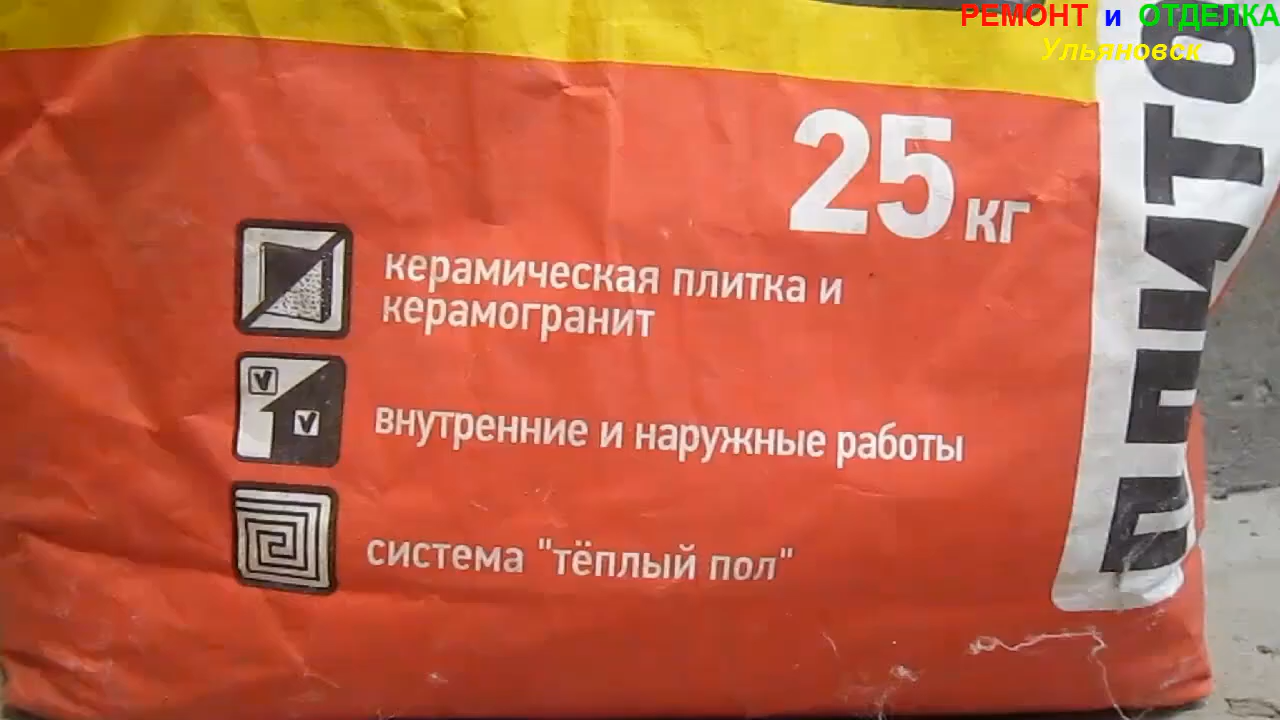 РЕМОНТ и ОТДЕЛКА
Ульяновск
25 кг
керамическая плитка и
керамогранит
внутренние и наружные работы
система "тёплый пол"